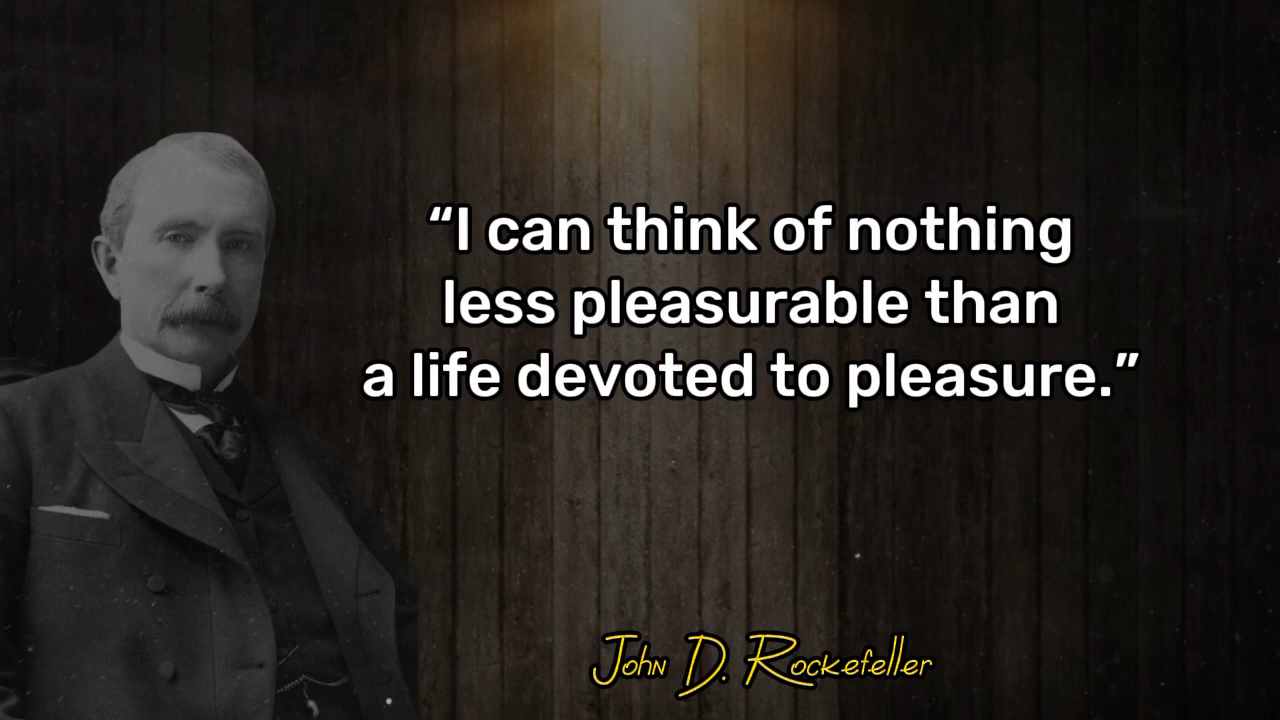 “I can think of nothing
less pleasurable than
a life devoted to pleasure.”
John D. Rockefeller